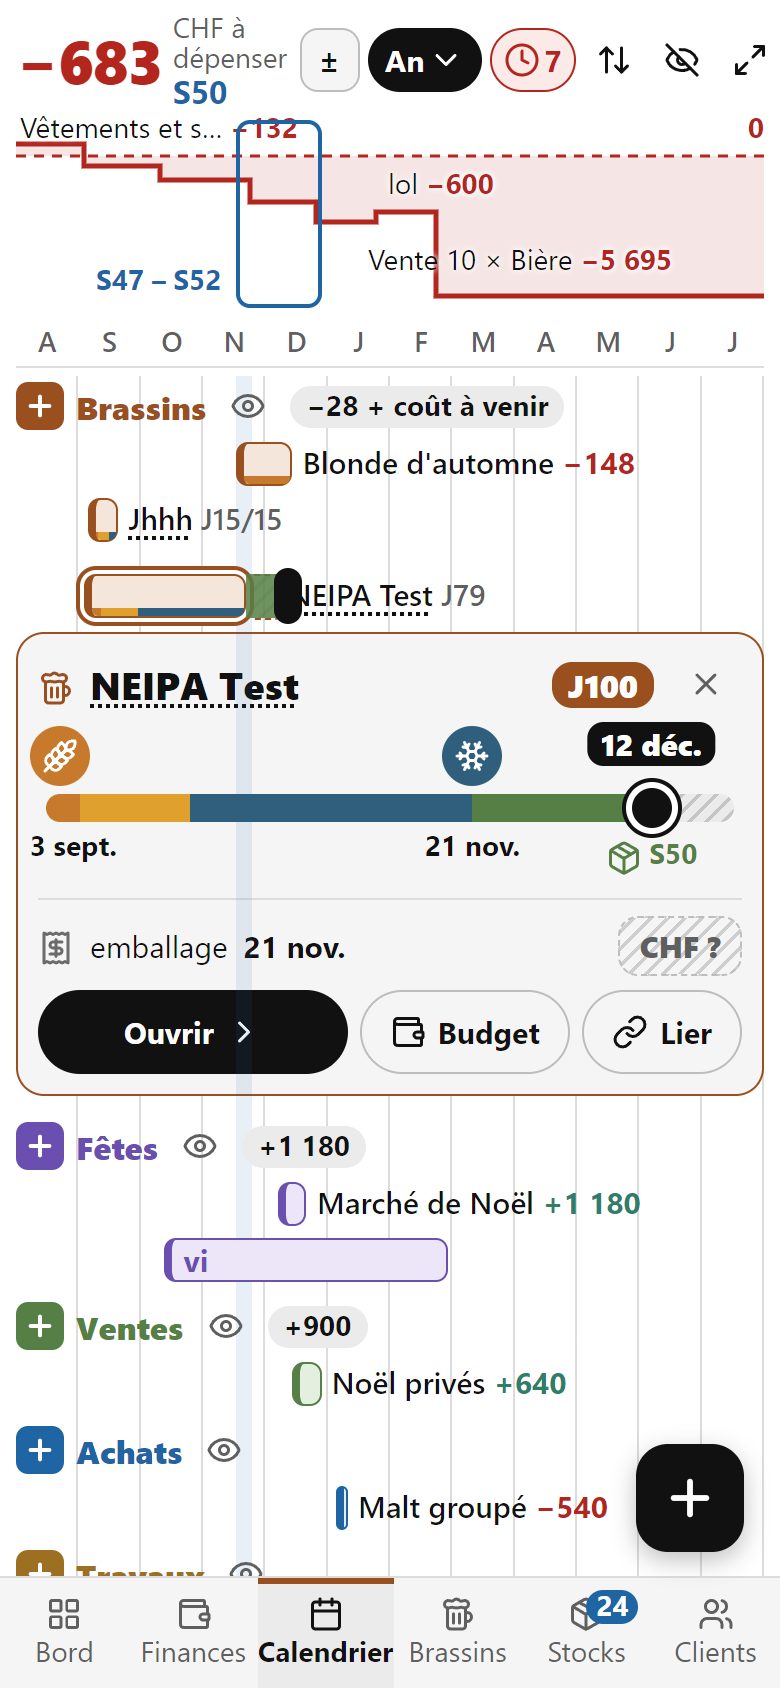 −683 CHF à dépenser S50 ± An 7
Vêtements et s... −132 0
lol −600
Vente 10 × Bière −5 695
S47 – S52
A S O N D J F M A M J J
Brassins −28 + coût à venir
Blonde d'automne −148
Jhhh J15/15
NEIPA Test J79
NEIPA Test J100
12 déc.
3 sept. 21 nov. S50
emballage 21 nov. CHF ?
Ouvrir Budget Lier
Fêtes +1 180
Marché de Noël +1 180
vi
Ventes +900
Noël privés +640
Achats
Malt groupé −540
Travaux
24
Bord Finances Calendrier Brassins Stocks Clients